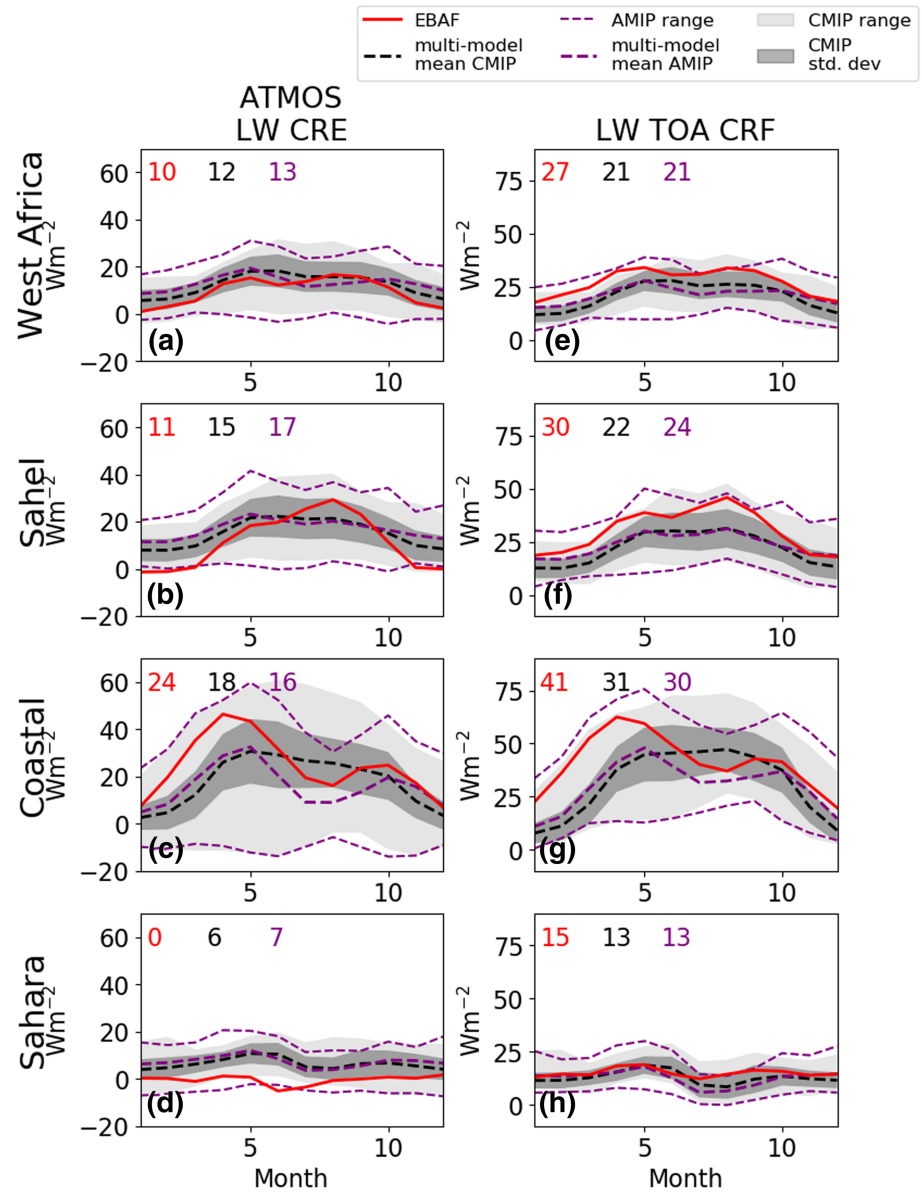 EBAF
multi-model
mean CMIP
AMIP range
multi-model
mean AMIP
CMIP range
CMIP
std. dev
ATMOS
LW CRE
LW TOA CRF
West Africa
Wm−2
60
40
20
0
−20
10 12 13
(a)
5 10
Wm−2
75
50
25
0
27 21 21
(e)
5 10
Sahel
Wm−2
60
40
20
0
−20
11 15 17
(b)
5 10
Wm−2
75
50
25
0
30 22 24
(f)
5 10
Coastal
Wm−2
60
40
20
0
−20
24 18 16
(c)
5 10
Wm−2
75
50
25
0
41 31 30
(g)
5 10
Sahara
Wm−2
60
40
20
0
−20
0 6 7
(d)
5 10
Month
Wm−2
75
50
25
0
15 13 13
(h)
5 10
Month